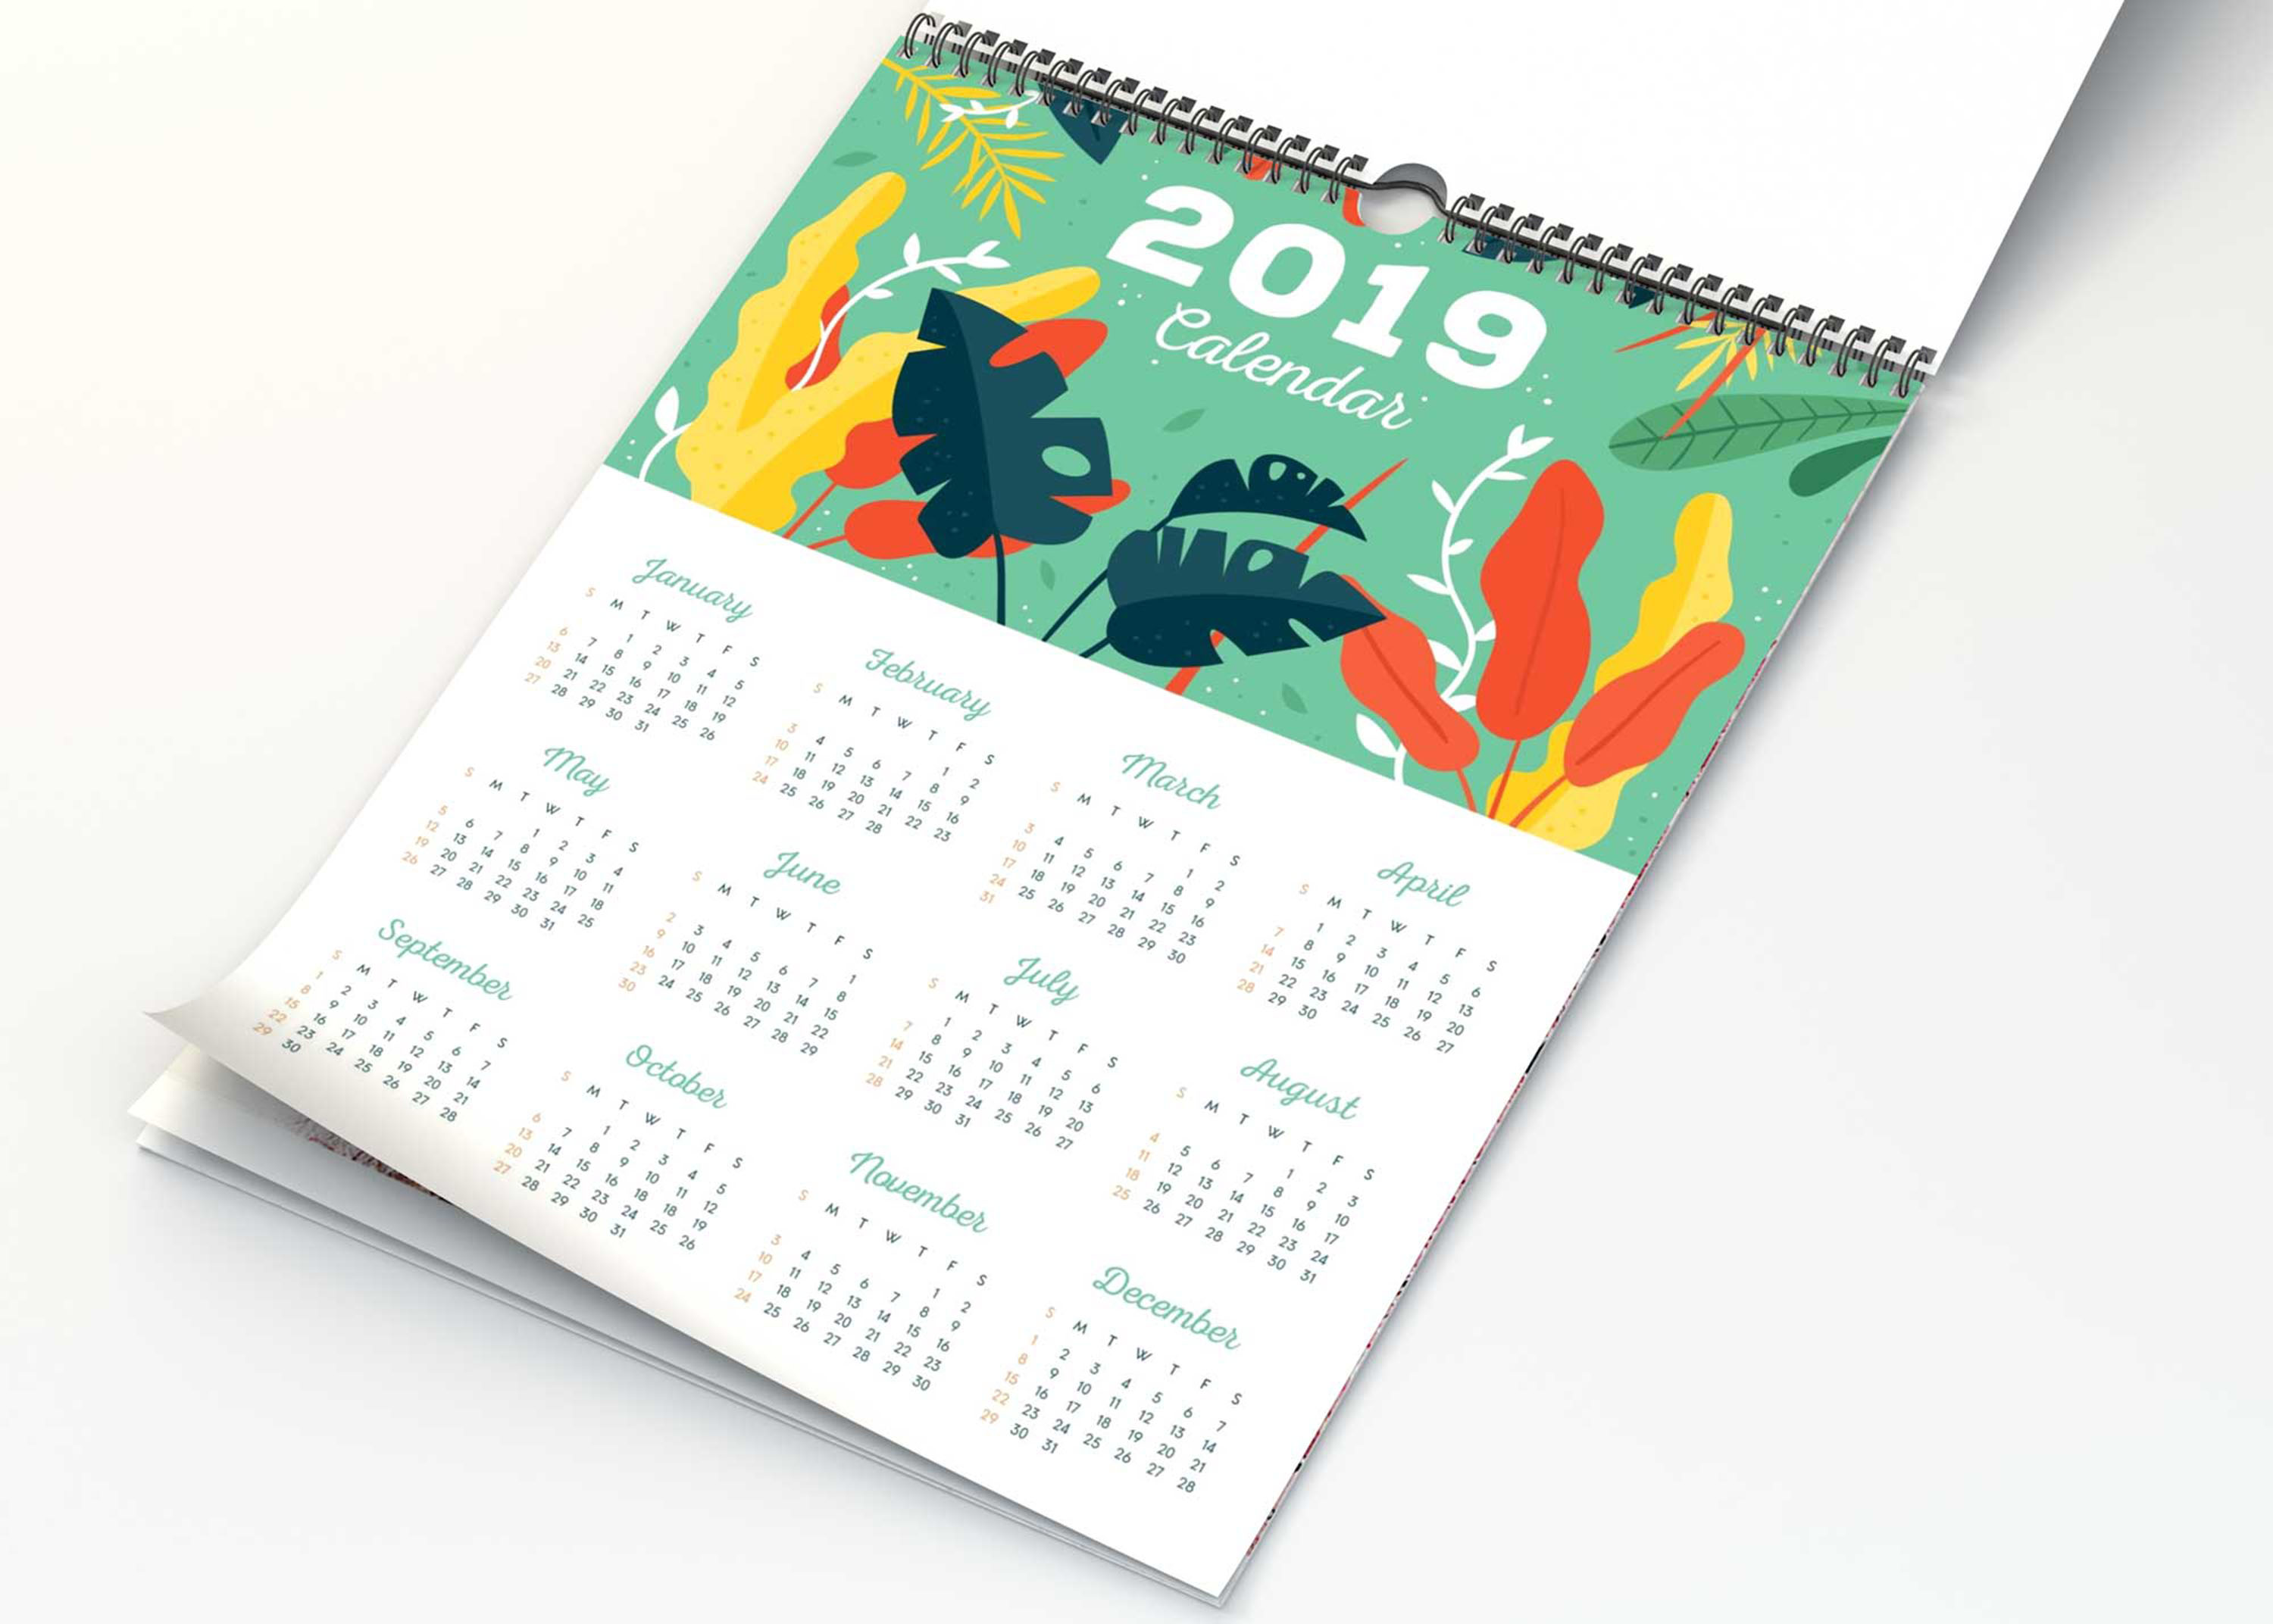 2019
Calendar
January
S M T W T F S
1 2 3 4 5
6 7 8 9 10 11 12
13 14 15 16 17 18 19
20 21 22 23 24 25 26
27 28 29 30 31
February
S M T W T F S
1 2
3 4 5 6 7 8 9
10 11 12 13 14 15 16
17 18 19 20 21 22 23
24 25 26 27 28
March
S M T W T F S
1 2
3 4 5 6 7 8 9
10 11 12 13 14 15 16
17 18 19 20 21 22 23
24 25 26 27 28 29 30
31
April
S M T W T F S
1 2 3 4 5 6
7 8 9 10 11 12 13
14 15 16 17 18 19 20
21 22 23 24 25 26 27
28 29 30
May
S M T W T F S
1 2 3 4
5 6 7 8 9 10 11
12 13 14 15 16 17 18
19 20 21 22 23 24 25
26 27 28 29 30 31
June
S M T W T F S
1
2 3 4 5 6 7 8
9 10 11 12 13 14 15
16 17 18 19 20 21 22
23 24 25 26 27 28 29
30
July
S M T W T F S
1 2 3 4 5 6
7 8 9 10 11 12 13
14 15 16 17 18 19 20
21 22 23 24 25 26 27
28 29 30 31
August
S M T W T F S
1 2 3
4 5 6 7 8 9 10
11 12 13 14 15 16 17
18 19 20 21 22 23 24
25 26 27 28 29 30 31
September
S M T W T F S
1 2 3 4 5 6 7
8 9 10 11 12 13 14
15 16 17 18 19 20 21
22 23 24 25 26 27 28
29 30
October
S M T W T F S
1 2 3 4 5
6 7 8 9 10 11 12
13 14 15 16 18 18 19
20 21 22 23 24 25 26
27 28 29 30 31
November
S M T W T F S
1 2
3 4 5 6 7 8 9
10 11 12 13 14 15 16
17 18 19 20 21 22 23
24 25 26 27 28 29 30
December
S M T W T F S
1 2 3 4 5 6 7
8 9 10 11 12 13 14
15 16 17 18 19 20 21
22 23 24 25 26 27 28
29 30 31